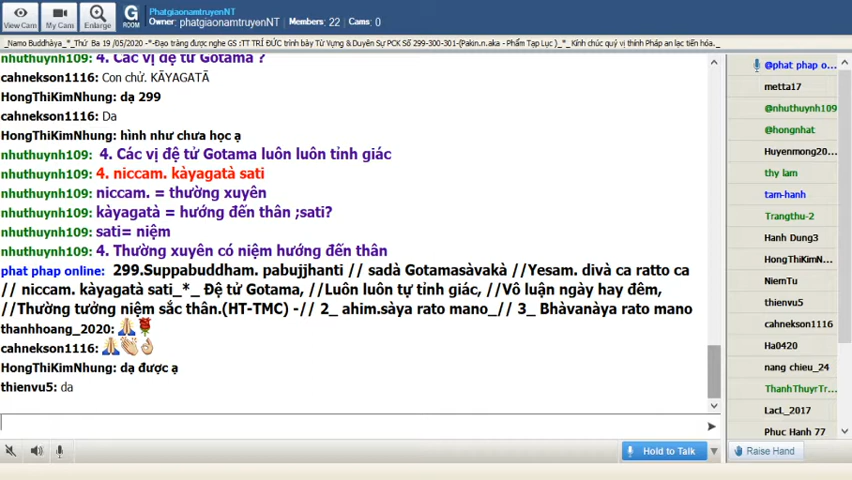 View Cam
My Cam
Enlarge
G
ROOM
PhatgiaonamtruyenNT
Owner: phatgiaonamtruyenNT
Members: 22
Cams: 0
_Namo Buddhàya_*_Thứ Ba 19 /05/2020 -*-Đạo tràng được nghe GS :TT TRÍ ĐỨC trình bày Từ Vựng & Duyên Sự PCK Số 299-300-301-(Pakin.n.aka - Phẩm Tạp Lục )_*_ Kính chúc quý vị thính Pháp an lạc tiến hóa._
nhuthuynh109: 4. Các vị đệ tử Gotama ?
cahnekson1116: Con chử. KĀYAGATĀ
HongThiKimNhung: dạ 299
cahnekson1116: Da
HongThiKimNhung: hình như chưa học ạ
nhuthuynh109: 4. Các vị đệ tử Gotama luôn luôn tỉnh giác
nhuthuynh109: 4. niccam. kàyagatà sati
nhuthuynh109: niccam. = thường xuyên
nhuthuynh109: kàyagatà = hướng đến thân ;sati?
nhuthuynh109: sati= niệm
nhuthuynh109: 4. Thường xuyên có niệm hướng đến thân
phat phap online: 299.Suppabuddham. pabujjhanti // sadà Gotamasàvakà //Yesam. divà ca ratto ca
// niccam. kàyagatà sati_*_ Đệ tử Gotama, //Luôn luôn tự tỉnh giác, //Vô luận ngày hay đêm,
//Thường tưởng niệm sắc thân.(HT-TMC) -// 2_ ahim.sàya rato mano_// 3_ Bhàvanàya rato mano
thanhhoang_2020: 🙏🌹
cahnekson1116: 🙏👏👌
HongThiKimNhung: dạ được ạ
thienvu5: da
Hold to Talk
Raise Hand
@phat phap o...
metta17
@nhuthuynh109
@hongnhat
Huyenmong20...
thy lam
tam-hanh
Trangthu-2
Hanh Dung3
HongThiKimN...
NiemTu
thienvu5
cahnekson1116
Ha0420
nang chieu_24
ThanhThuyrTr...
LacL_2017
Phuc Hanh 77